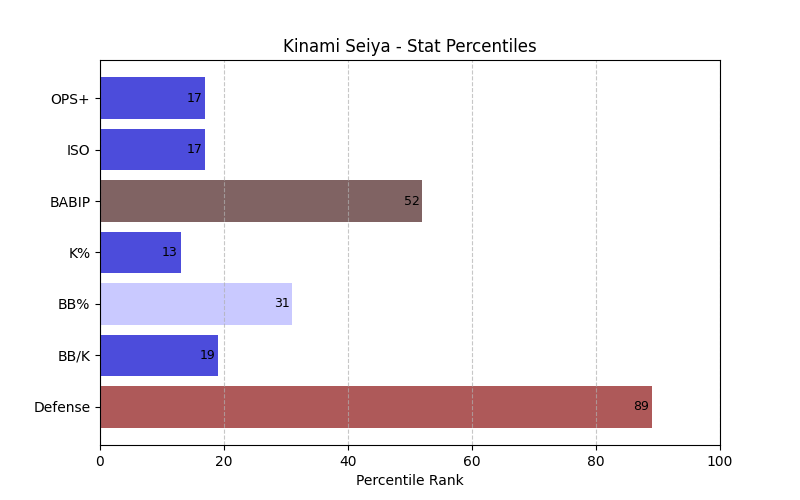 Kinami Seiya - Stat Percentiles
OPS+ 17
ISO 17
BABIP 52
K% 13
BB% 31
BB/K 19
Defense 89
0 20 40 60 80 100
Percentile Rank